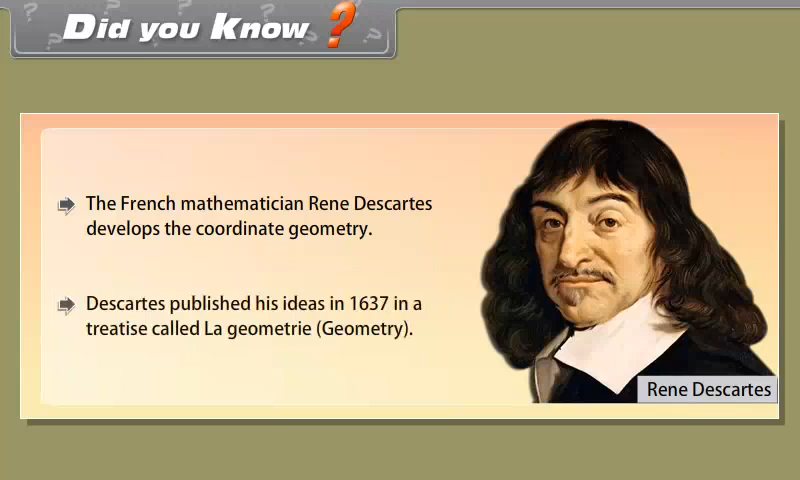 Did you Know ?
The French mathematician Rene Descartes
develops the coordinate geometry.
Descartes published his ideas in 1637 in a
treatise called La geometrie (Geometry).
Rene Descartes